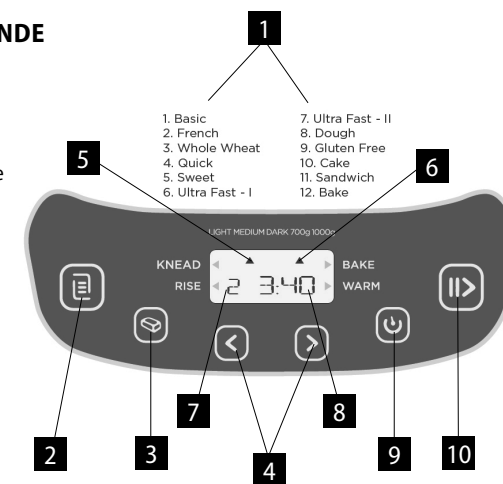 NDE
1
1. Basic
2. French
3. Whole Wheat
4. Quick
5. Sweet
6. Ultra Fast - I
7. Ultra Fast - II
8. Dough
9. Gluten Free
10. Cake
11. Sandwich
12. Bake
e
5
6
LIGHT MEDIUM DARK 700g 1000g
KNEAD
BAKE
RISE
2 3:40
WARM
7
8
2
3
4
9
10